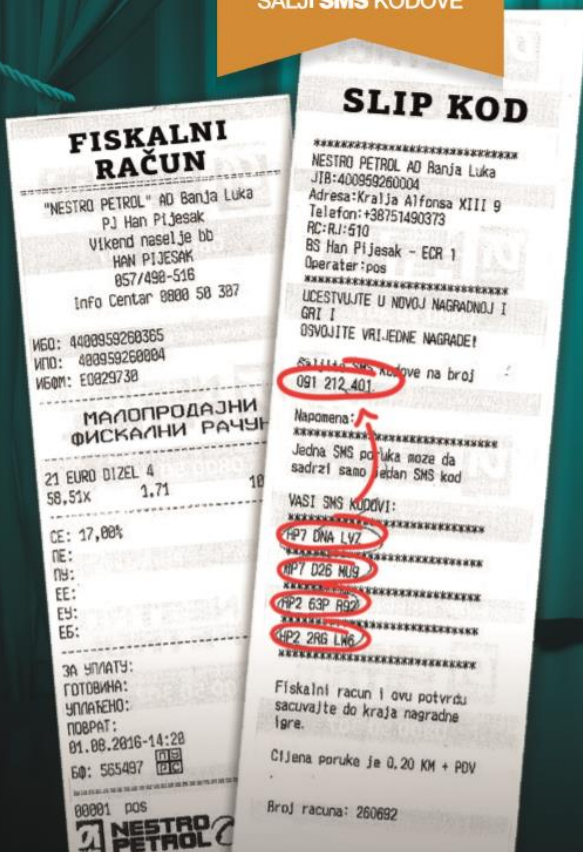 ŠALJI SMS KODOVE
FISKALNI
RAČUN
"NESTRO PETROL" AD Banja Luka
PJ Han Pijesak
Vikend naselje bb
HAN PIJESAK
057/490-516
Info Centar 0800 50 307
ИБО: 4400959260365
ИПО: 400959260004
ИБФМ: E0029730
МАЛОПРОДАЈНИ
ФИСКАЛНИ РАЧУН
21 EURO DIZEL 4
58,51x 1.71 10
СЕ: 17,00%
ПЕ:
ПУ:
ЕЕ:
ЕУ:
ЕБ:
ЗА УПЛАТУ:
ГОТОВИНА:
УПЛАЋЕНО:
ПОВРАТ:
01.08.2016-14:20
БФ: 565497 ПУ РС
00001 pos
NESTRO
PETROL
SLIP KOD
*****************************
NESTRO PETROL AD Banja Luka
JIB:400959260004
Adresa:Kralja Alfonsa XIII 9
Telefon:+38751490373
RC:RJ:510
BS Han Pijesak - ECR 1
Operater:pos
*****************************
UCESTVUJTE U NOVOJ NAGRADNOJ I
GRI I
OSVOJITE VRIJEDNE NAGRADE!
Saljite SMS kodove na broj
091 212 401.
Napomena:
*****************************
Jedna SMS poruka moze da
sadrzi samo jedan SMS kod
VASI SMS KODOVI:
*****************************
HP7 DNA LYZ
*****************************
HP7 D26 MU9
*****************************
HP2 63P R92
*****************************
HP2 2RG LW6
*****************************
Fiskalni racun i ovu potvrdu
sacuvajte do kraja nagradne
igre.
Cijena poruke je 0,20 KM + PDV
.
Broj racuna: 260692